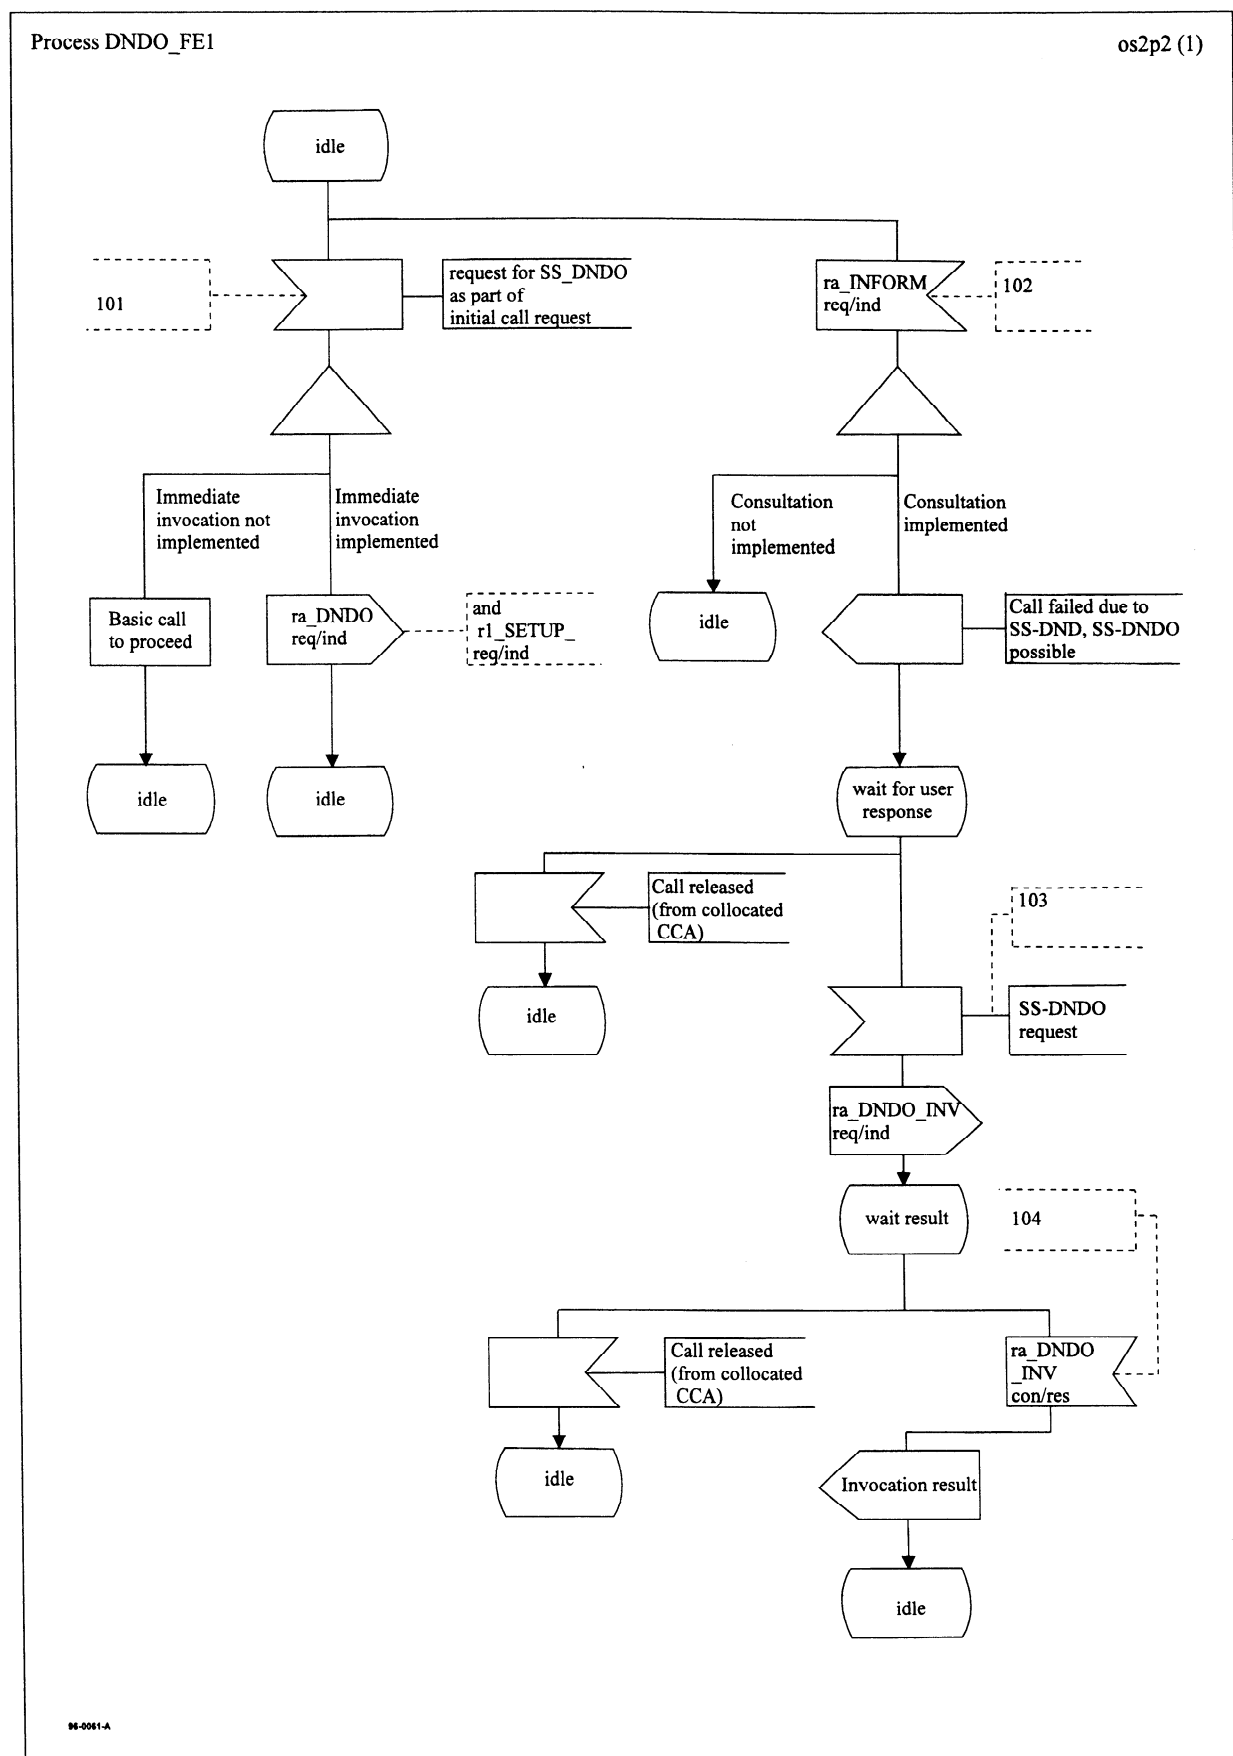 Process DNDO_FE1
os2p2 (1)
idle
101
request for SS_DNDO
as part of
initial call request
ra_INFORM
req/ind
102
Immediate
invocation not
implemented
Immediate
invocation
implemented
Consultation
not
implemented
Consultation
implemented
Basic call
to proceed
ra_DNDO
req/ind
and
r1_SETUP_
req/ind
idle
Call failed due to
SS-DND, SS-DNDO
possible
idle
idle
wait for user
response
Call released
(from collocated
CCA)
103
idle
SS-DNDO
request
ra_DNDO_INV
req/ind
wait result
104
Call released
(from collocated
CCA)
ra_DNDO
_INV
con/res
idle
Invocation result
idle
96-0061-A